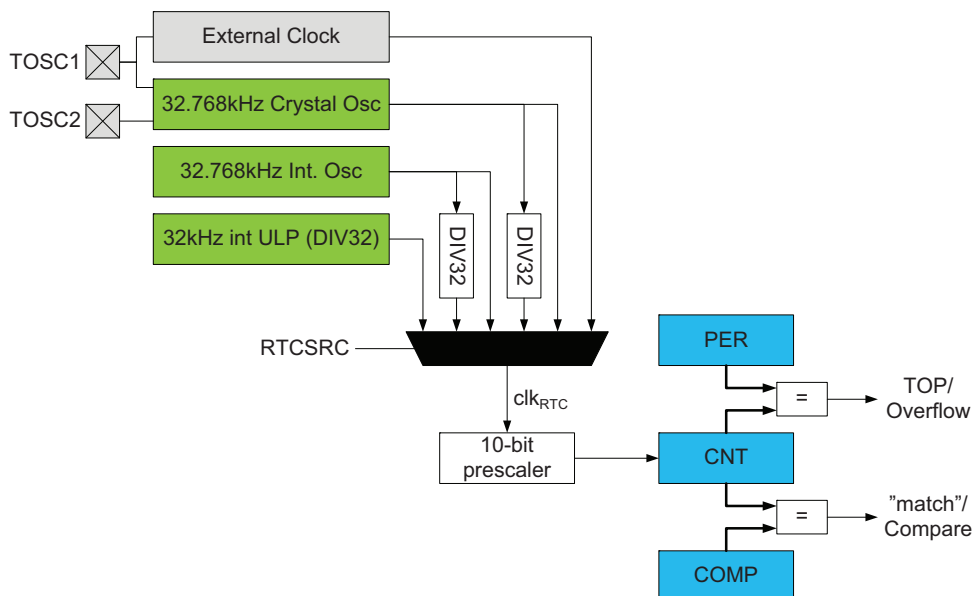 External Clock
TOSC1
32.768kHz Crystal Osc
TOSC2
32.768kHz Int. Osc
32kHz int ULP (DIV32)
DIV32
DIV32
RTCSRC
PER
TOP/
Overflow
=
clkRTC
10-bit
prescaler
CNT
=
"match"/
Compare
COMP